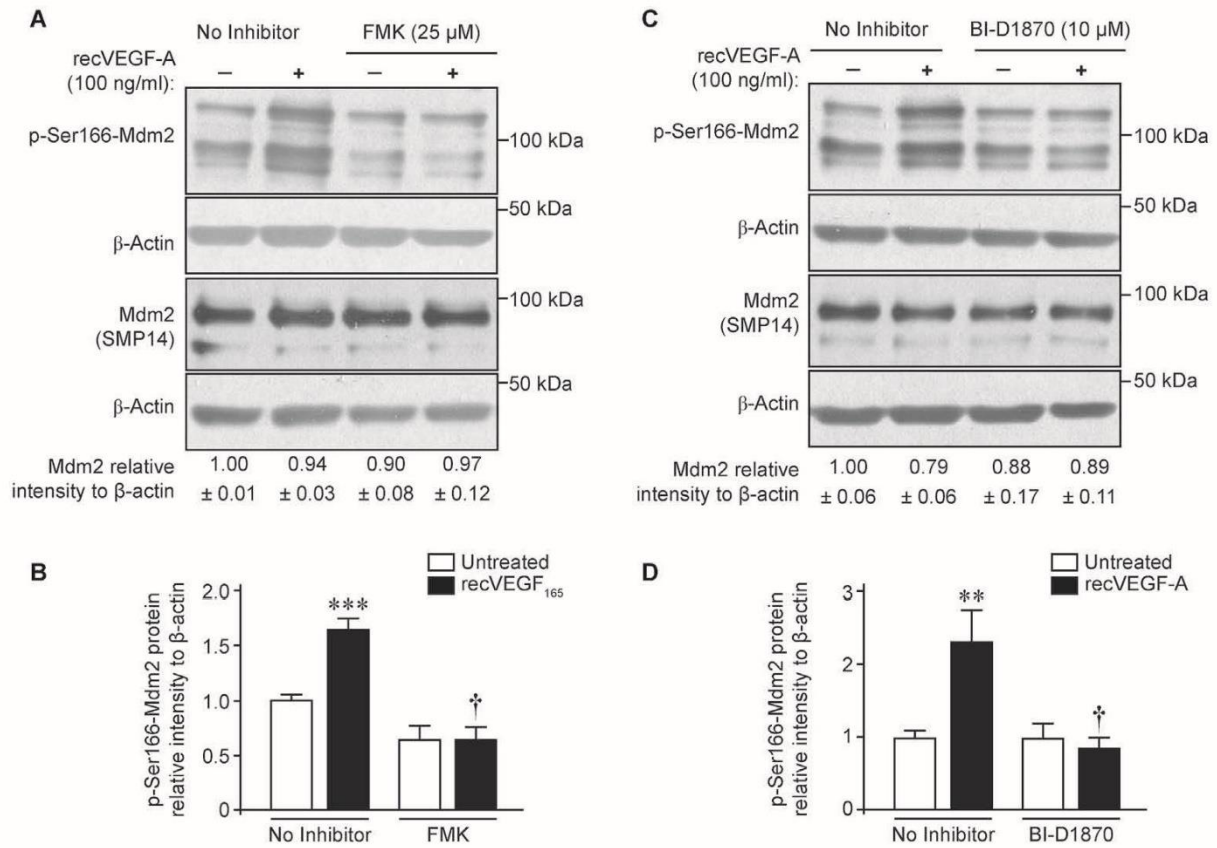 A
No Inhibitor
FMK (25 µM)
recVEGF-A
(100 ng/ml):
– + – +
p-Ser166-Mdm2
100 kDa
50 kDa
β-Actin
100 kDa
Mdm2
(SMP14)
50 kDa
β-Actin
Mdm2 relative
intensity to β-actin
1.00 0.94 0.90 0.97
± 0.01 ± 0.03 ± 0.08 ± 0.12
C
No Inhibitor
BI-D1870 (10 µM)
recVEGF-A
(100 ng/ml):
– + – +
p-Ser166-Mdm2
100 kDa
50 kDa
β-Actin
100 kDa
Mdm2
(SMP14)
50 kDa
β-Actin
Mdm2 relative
intensity to β-actin
1.00 0.79 0.88 0.89
± 0.06 ± 0.06 ± 0.17 ± 0.11
B
Untreated
recVEGF165
p-Ser166-Mdm2 protein
relative intensity to β-actin
2.0
1.5
1.0
0.5
0
***
†
No Inhibitor
FMK
D
Untreated
recVEGF-A
p-Ser166-Mdm2 protein
relative intensity to β-actin
3
2
1
0
**
†
No Inhibitor
BI-D1870